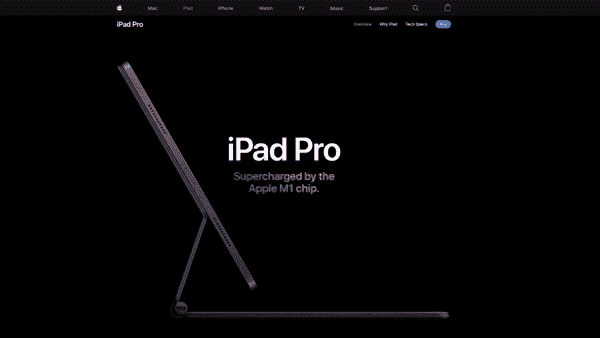 Mac iPad iPhone Watch TV Music Support
iPad Pro Overview Why iPad Tech Specs Buy
iPad Pro
Supercharged by the
Apple M1 chip.